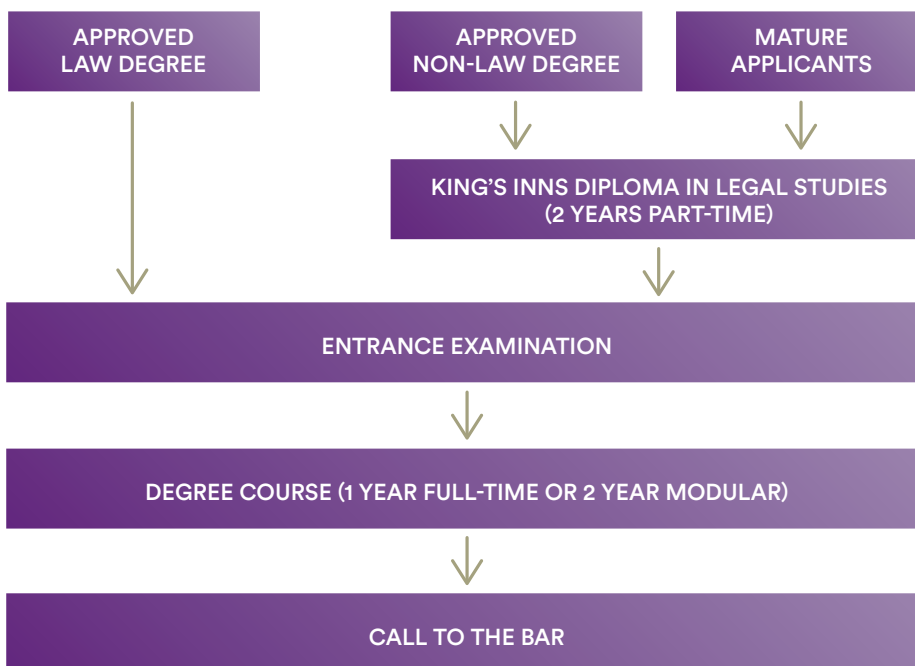 APPROVED
LAW DEGREE
APPROVED
NON-LAW DEGREE
MATURE
APPLICANTS
KING’S INNS DIPLOMA IN LEGAL STUDIES
(2 YEARS PART-TIME)
ENTRANCE EXAMINATION
DEGREE COURSE (1 YEAR FULL-TIME OR 2 YEAR MODULAR)
CALL TO THE BAR